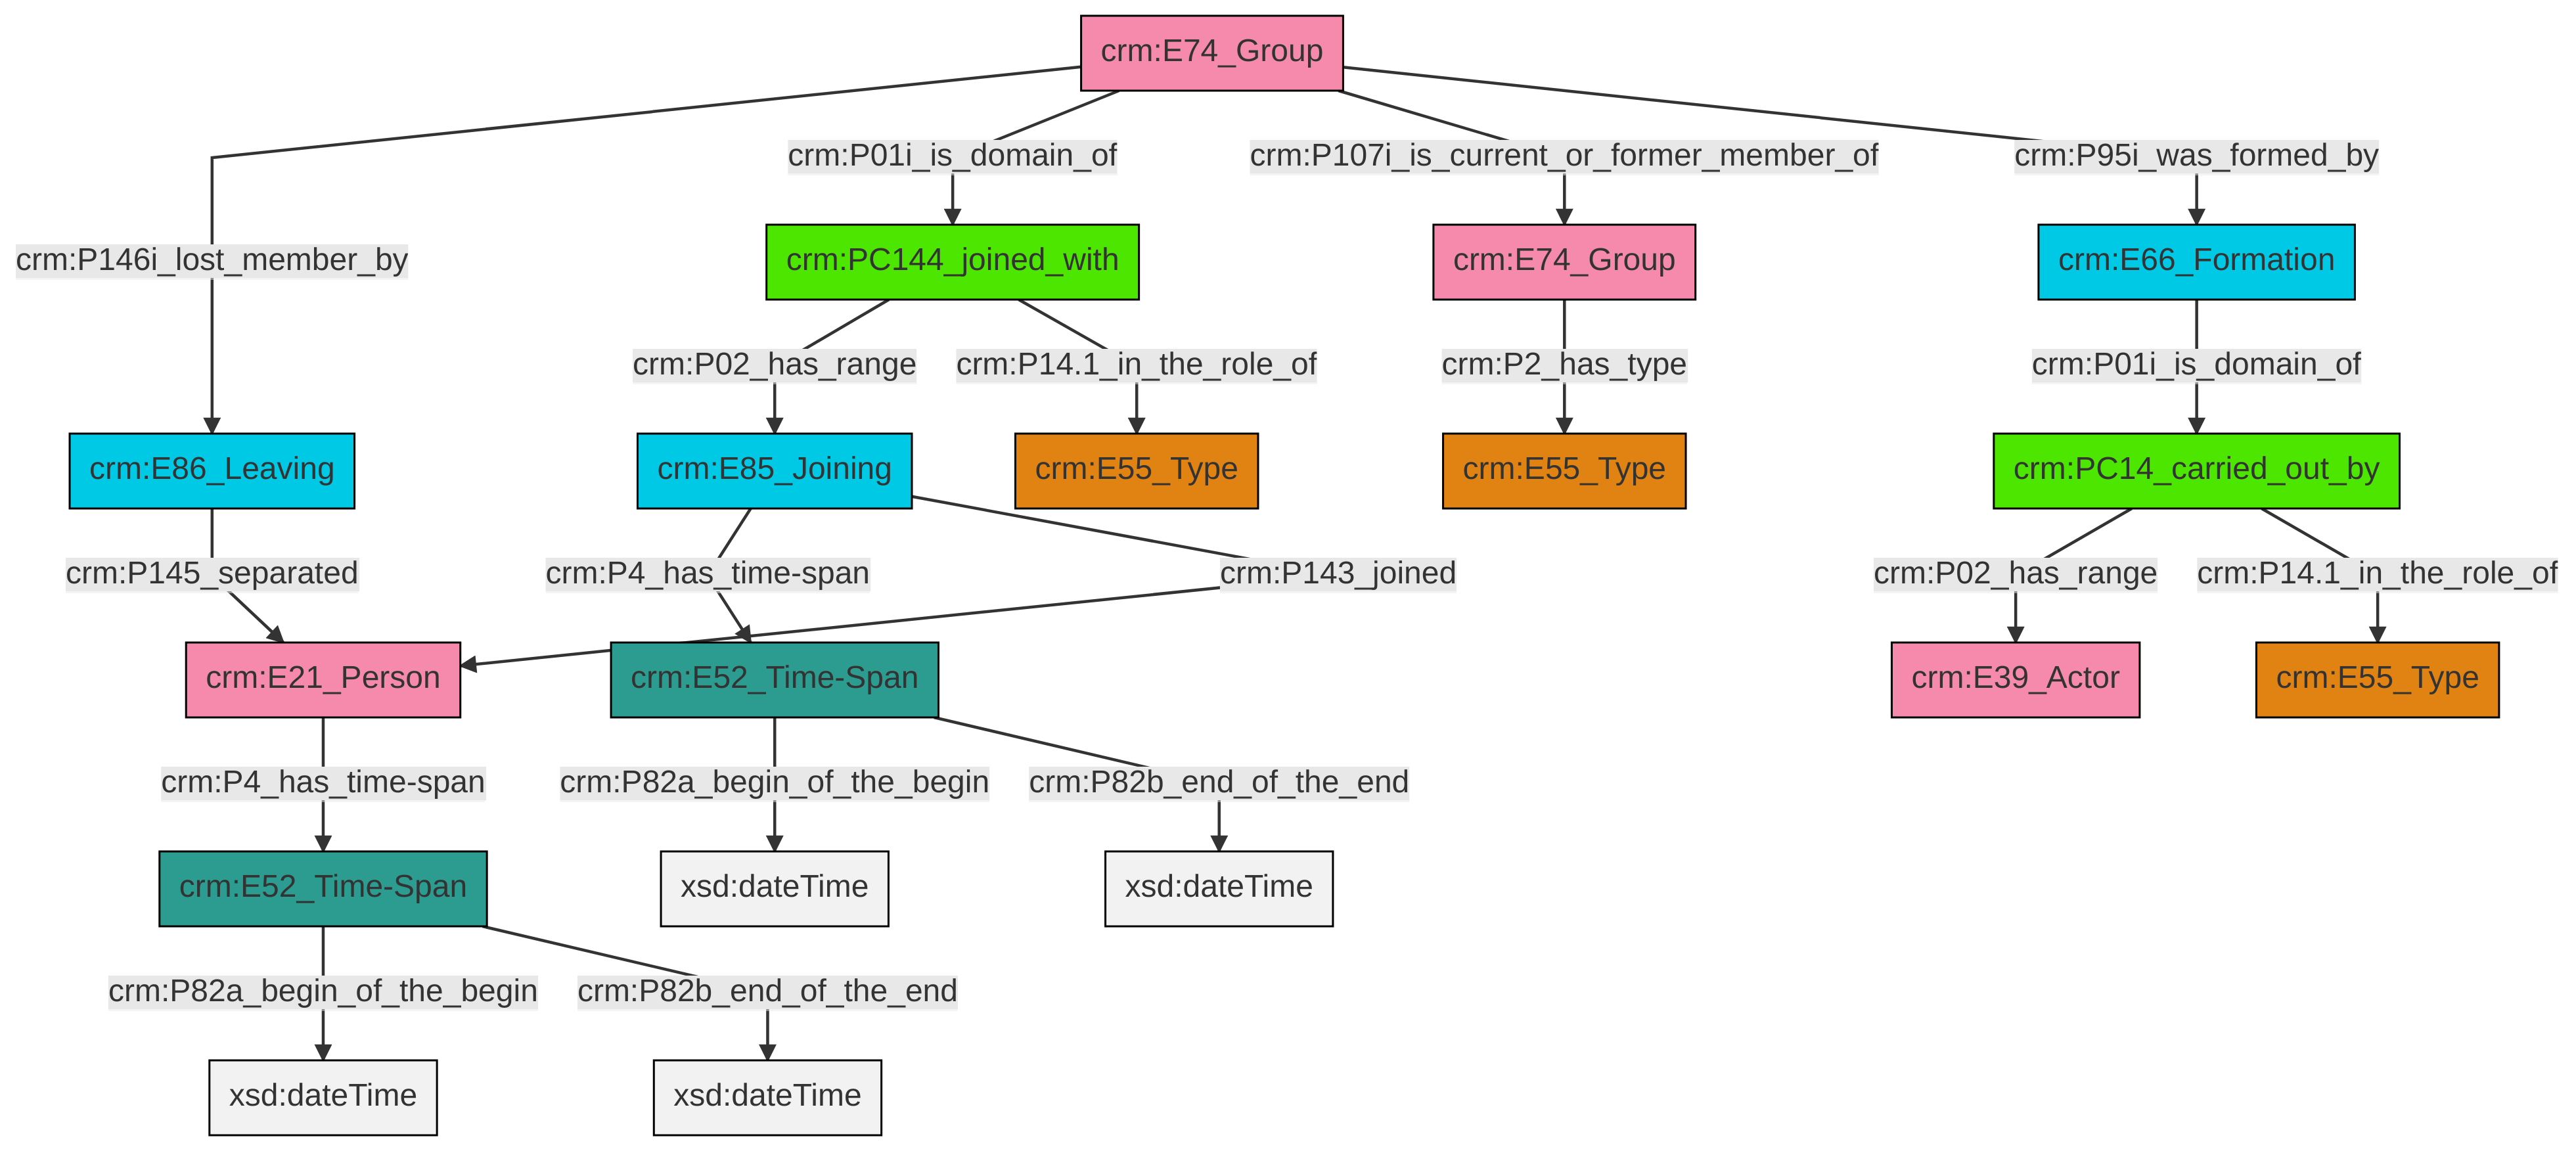 crm:E74_Group
crm:P01i_is_domain_of
crm:P107i_is_current_or_former_member_of
crm:P95i_was_formed_by
crm:P146i_lost_member_by
crm:PC144_joined_with
crm:E74_Group
crm:E66_Formation
crm:P02_has_range
crm:P14.1_in_the_role_of
crm:P2_has_type
crm:P01i_is_domain_of
crm:E86_Leaving
crm:E85_Joining
crm:E55_Type
crm:E55_Type
crm:PC14_carried_out_by
crm:P145_separated
crm:P4_has_time-span
crm:P143_joined
crm:P02_has_range
crm:P14.1_in_the_role_of
crm:E21_Person
crm:E52_Time-Span
crm:E39_Actor
crm:E55_Type
crm:P4_has_time-span
crm:P82a_begin_of_the_begin
crm:P82b_end_of_the_end
crm:E52_Time-Span
xsd:dateTime
xsd:dateTime
crm:P82a_begin_of_the_begin
crm:P82b_end_of_the_end
xsd:dateTime
xsd:dateTime